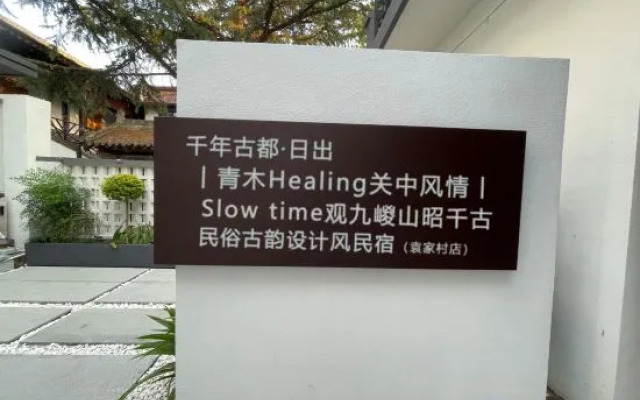 千年古都·日出
丨青木Healing关中风情丨
Slow time观九嵕山昭千古
民俗古韵设计风民宿（袁家村店）